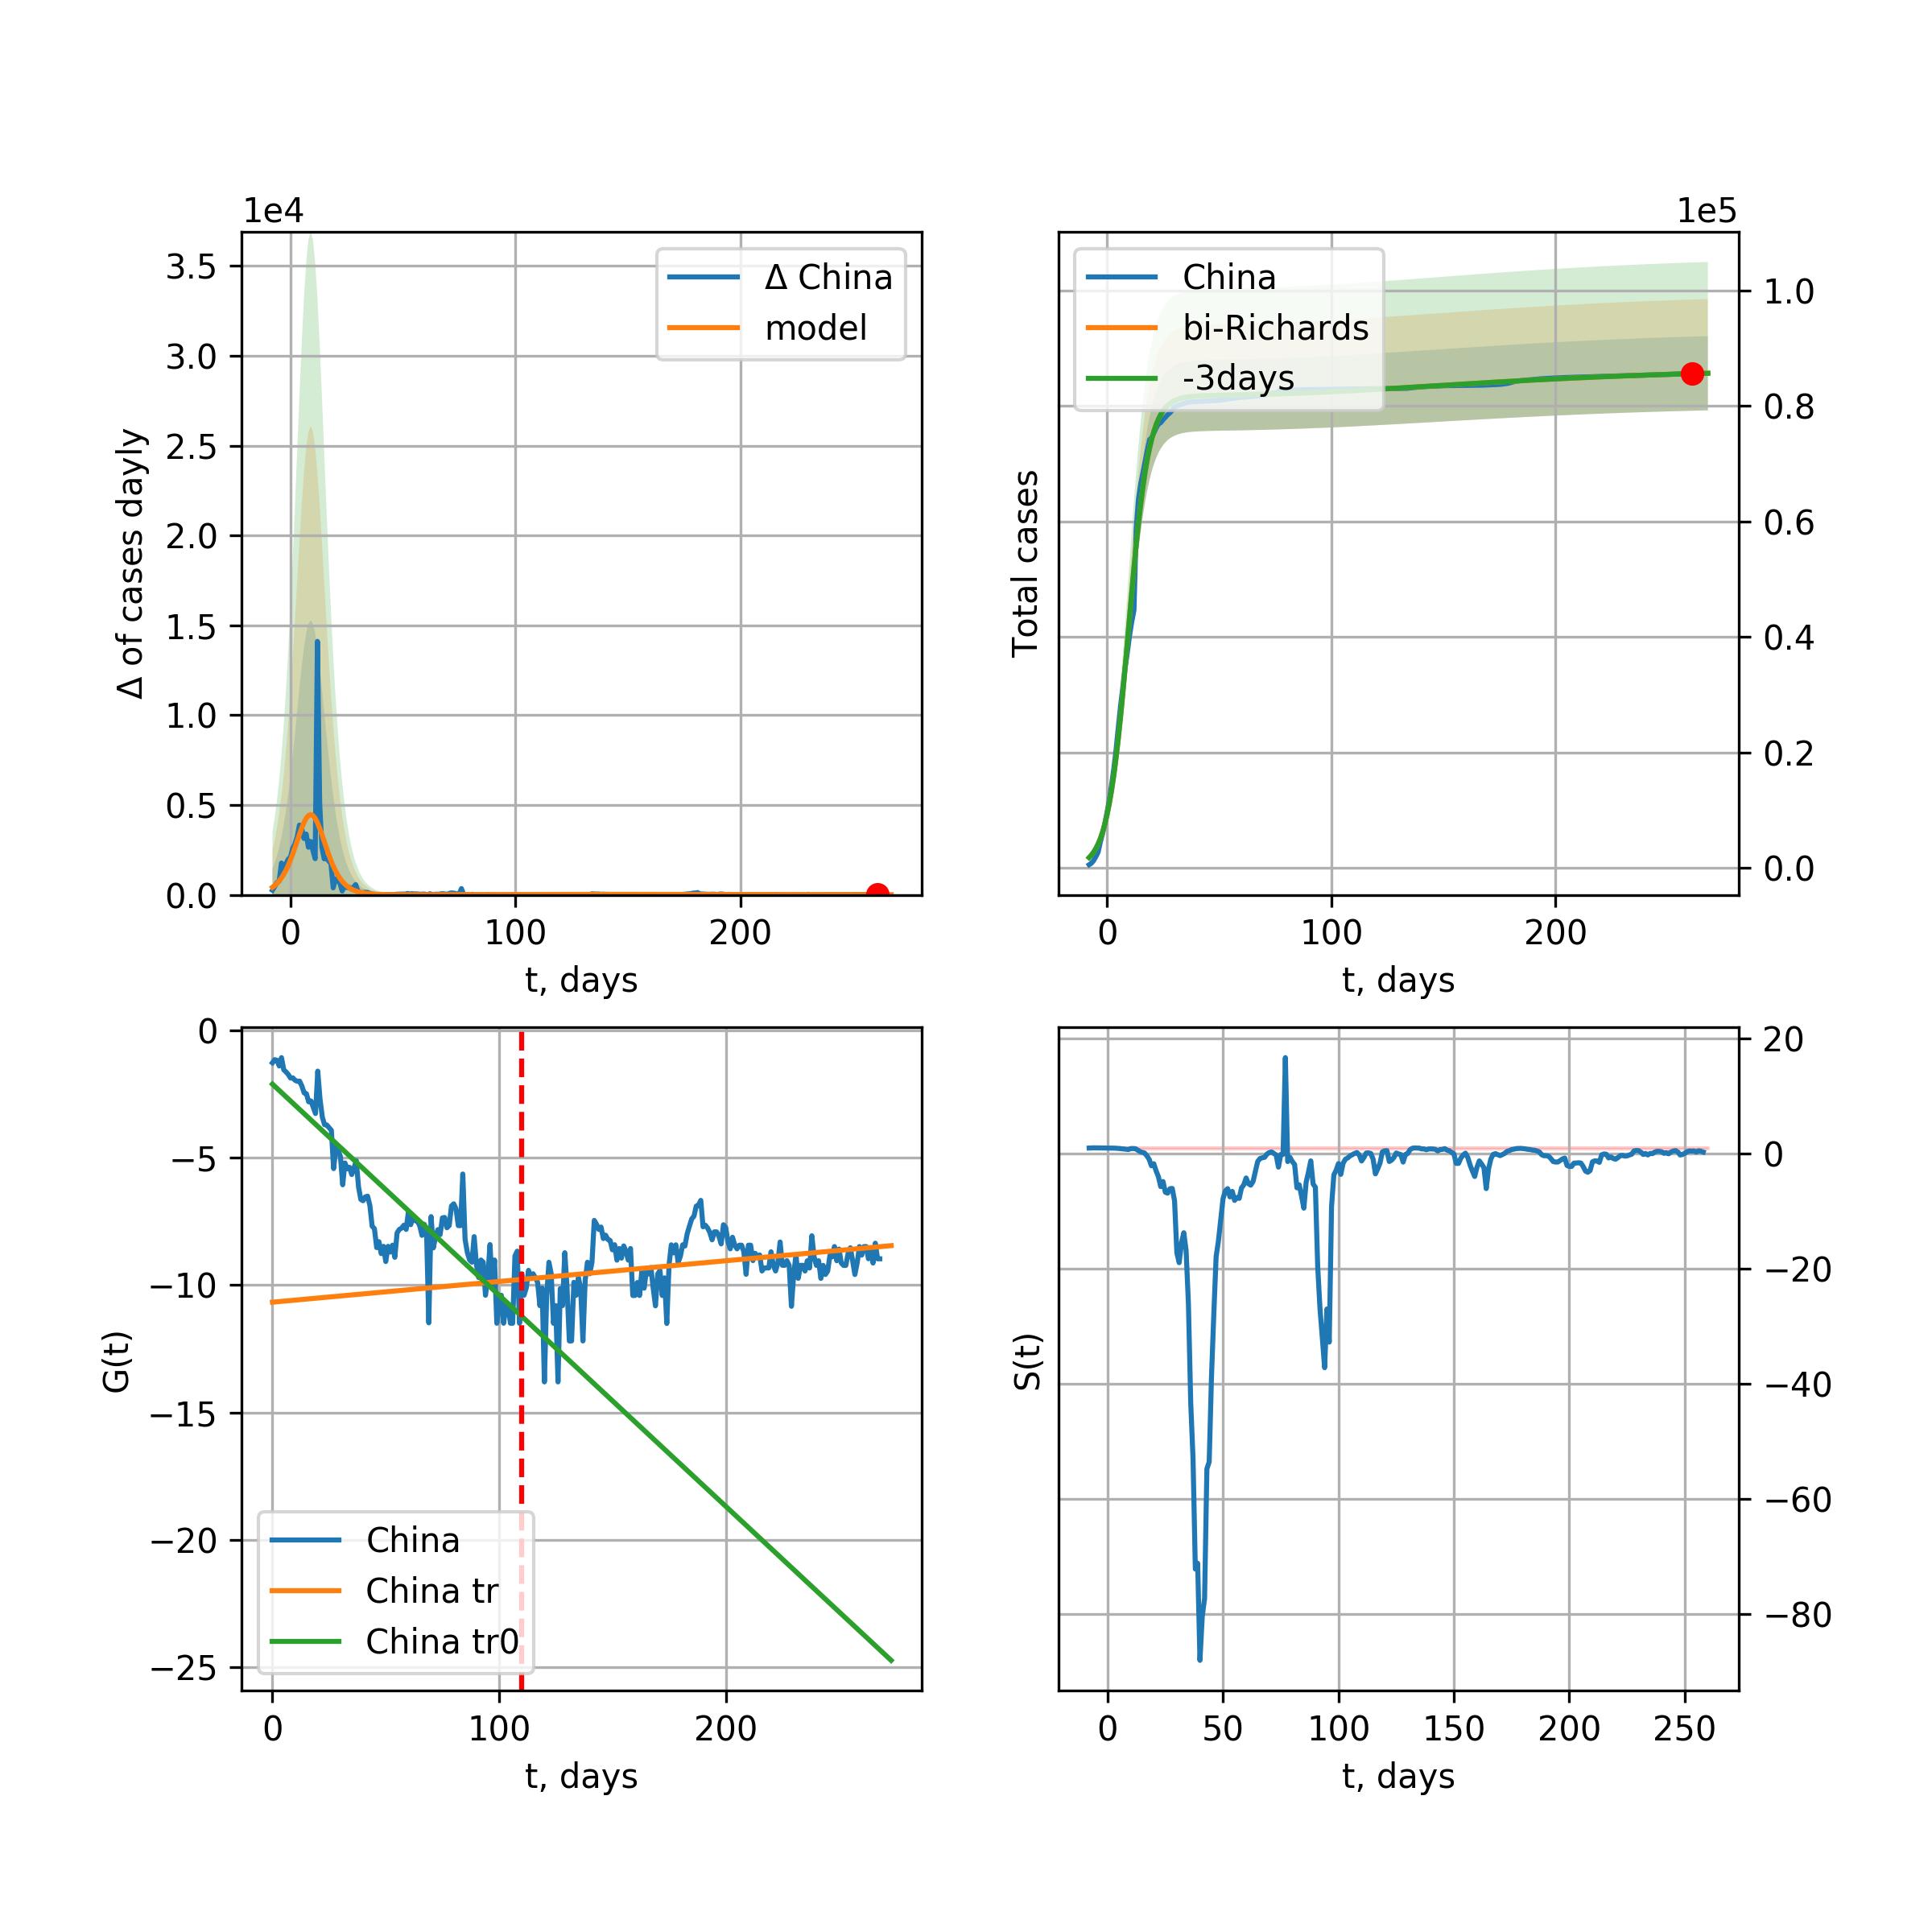 1e4
3.5
3.0
2.5
2.0
1.5
1.0
0.5
0.0
Δ of cases dayly
Δ China
model
0 100 200
t, days
1e5
1.0
0.8
0.6
0.4
0.2
0.0
Total cases
China
bi-Richards
-3days
0 100 200
t, days
0
−5
−10
−15
−20
−25
G(t)
China
China tr
China tr0
0 100 200
t, days
20
0
−20
−40
−60
−80
S(t)
0 50 100 150 200 250
t, days